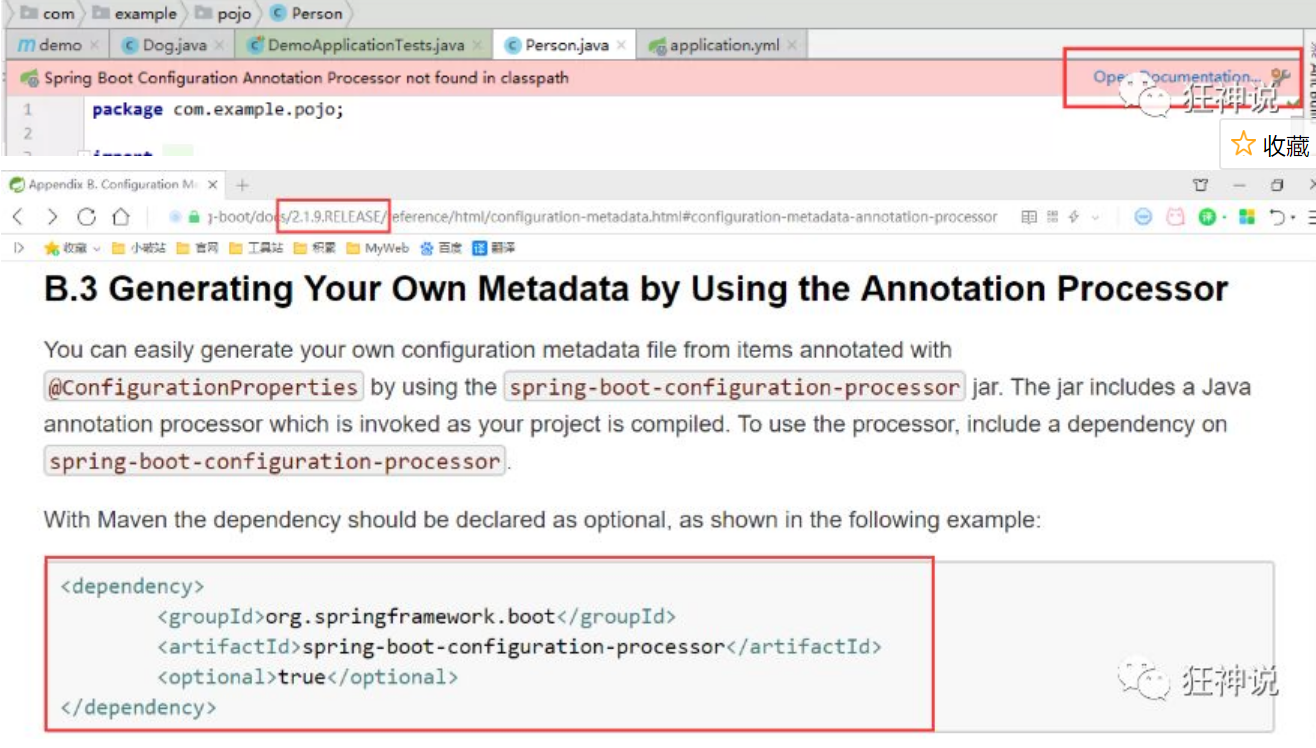 com example pojo Person
demo Dog.java DemoApplicationTests.java Person.java application.yml
Spring Boot Configuration Annotation Processor not found in classpath
Documentation...
狂神说
1 package com.example.pojo;
2
import
收藏
Appendix B. Configuration M
-boot/docs/2.1.9.RELEASE/reference/html/configuration-metadata.html#configuration-metadata-annotation-processor
收藏 小破站 官网 工具站 积累 MyWeb 百度 译 翻译
B.3 Generating Your Own Metadata by Using the Annotation Processor
You can easily generate your own configuration metadata file from items annotated with
@ConfigurationProperties by using the spring-boot-configuration-processor jar. The jar includes a Java
annotation processor which is invoked as your project is compiled. To use the processor, include a dependency on
spring-boot-configuration-processor.
With Maven the dependency should be declared as optional, as shown in the following example:
<dependency>
<groupId>org.springframework.boot</groupId>
<artifactId>spring-boot-configuration-processor</artifactId>
<optional>true</optional>
</dependency>
狂神说